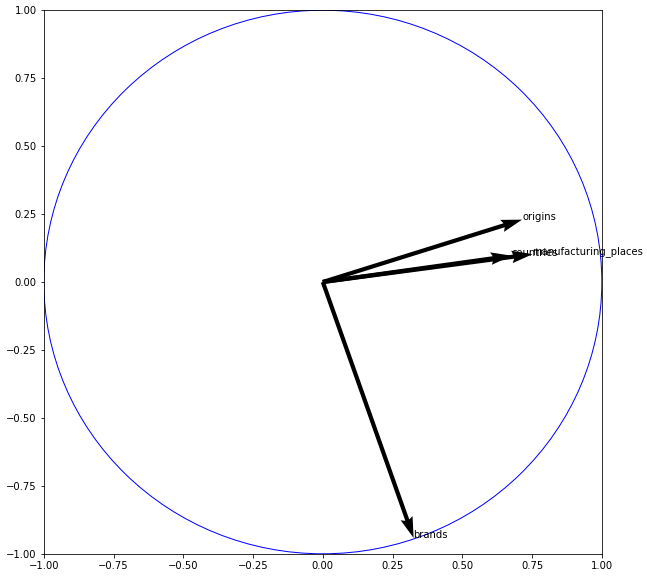 1.00
0.75
0.50
0.25
0.00
−0.25
−0.50
−0.75
−1.00
origins
countries
manufacturing_places
brands
−1.00 −0.75 −0.50 −0.25 0.00 0.25 0.50 0.75 1.00